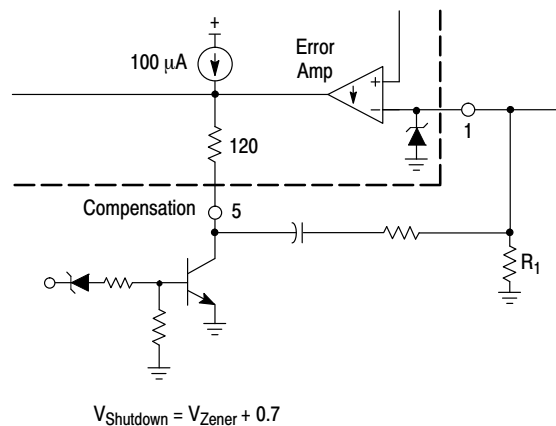 +
100 µA
Error
Amp
+
−
1
120
Compensation
5
R1
VShutdown = VZener + 0.7